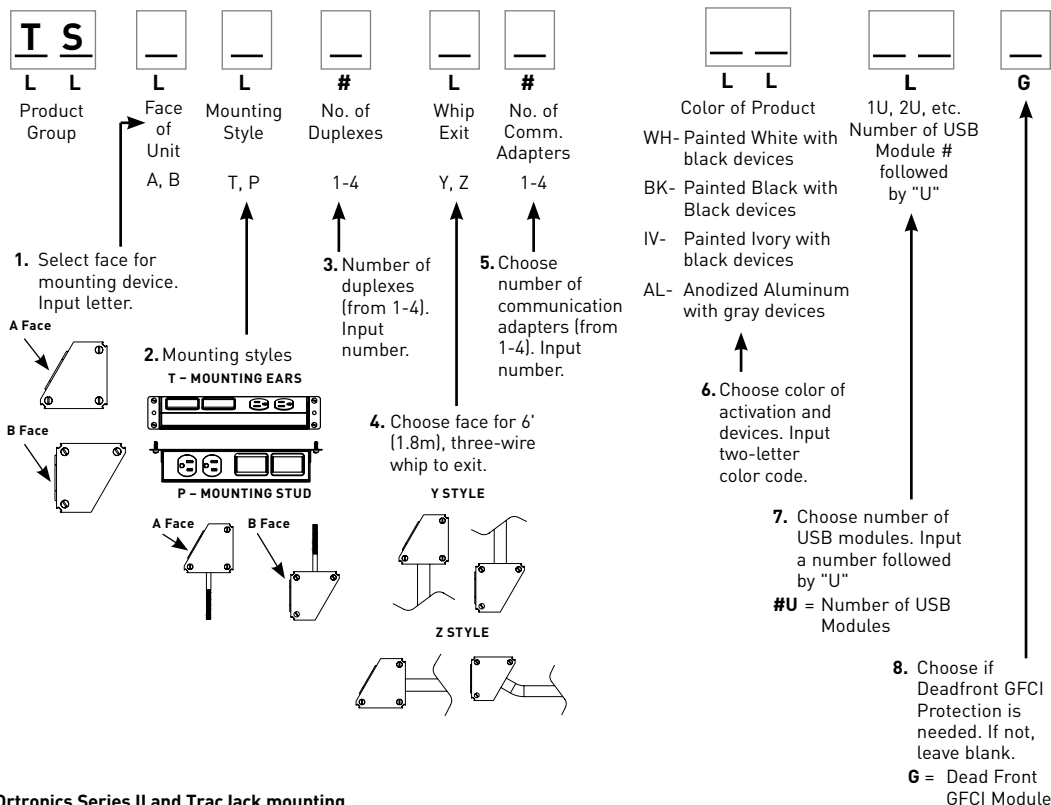 T S
L L L L # L # L L L G
Product
Group
Face
of
Unit
A, B
Mounting
Style
T, P
No. of
Duplexes
1-4
Whip
Exit
Y, Z
No. of
Comm.
Adapters
1-4
Color of Product
WH- Painted White with
black devices
BK- Painted Black with
Black devices
IV- Painted Ivory with
black devices
AL- Anodized Aluminum
with gray devices
1U, 2U, etc.
Number of USB
Module #
followed
by "U"
1. Select face for
mounting device.
Input letter.
A Face
B Face
2. Mounting styles
T – MOUNTING EARS
P – MOUNTING STUD
A Face
B Face
3. Number of
duplexes
(from 1-4).
Input
number.
4. Choose face for 6'
(1.8m), three-wire
whip to exit.
Y STYLE
Z STYLE
5. Choose
number of
communication
adapters (from
1-4). Input
number.
6. Choose color of
activation and
devices. Input
two-letter
color code.
7. Choose number of
USB modules. Input
a number followed
by "U"
#U = Number of USB
Modules
8. Choose if
Deadfront GFCI
Protection is
needed. If not,
leave blank.
G = Dead Front
GFCI Module
Ortronics Series II and TracJack mounting